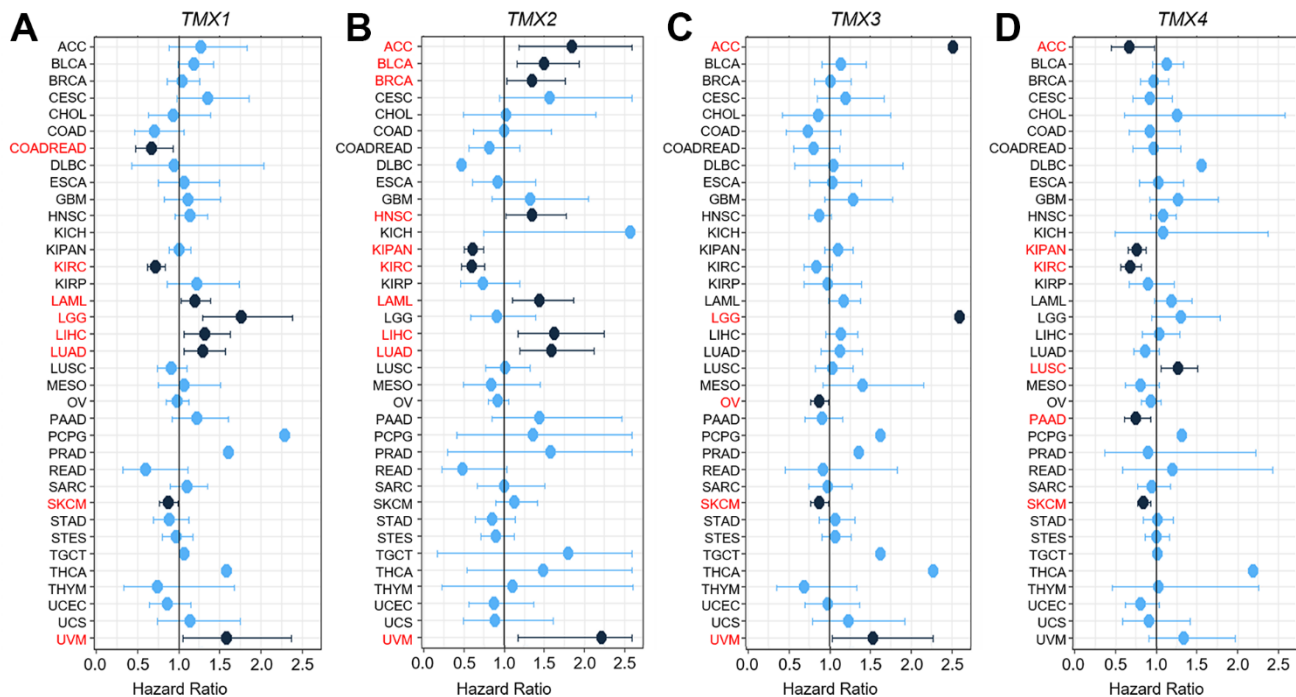 A
TMX1
ACC
BLCA
BRCA
CESC
CHOL
COAD
COADREAD
DLBC
ESCA
GBM
HNSC
KICH
KIPAN
KIRC
KIRP
LAML
LGG
LIHC
LUAD
LUSC
MESO
OV
PAAD
PCPG
PRAD
READ
SARC
SKCM
STAD
STES
TGCT
THCA
THYM
UCEC
UCS
UVM
0.0 0.5 1.0 1.5 2.0 2.5
Hazard Ratio
B
TMX2
ACC
BLCA
BRCA
CESC
CHOL
COAD
COADREAD
DLBC
ESCA
GBM
HNSC
KICH
KIPAN
KIRC
KIRP
LAML
LGG
LIHC
LUAD
LUSC
MESO
OV
PAAD
PCPG
PRAD
READ
SARC
SKCM
STAD
STES
TGCT
THCA
THYM
UCEC
UCS
UVM
0.0 0.5 1.0 1.5 2.0 2.5
Hazard Ratio
C
TMX3
ACC
BLCA
BRCA
CESC
CHOL
COAD
COADREAD
DLBC
ESCA
GBM
HNSC
KICH
KIPAN
KIRC
KIRP
LAML
LGG
LIHC
LUAD
LUSC
MESO
OV
PAAD
PCPG
PRAD
READ
SARC
SKCM
STAD
STES
TGCT
THCA
THYM
UCEC
UCS
UVM
0.0 0.5 1.0 1.5 2.0 2.5
Hazard Ratio
D
TMX4
ACC
BLCA
BRCA
CESC
CHOL
COAD
COADREAD
DLBC
ESCA
GBM
HNSC
KICH
KIPAN
KIRC
KIRP
LAML
LGG
LIHC
LUAD
LUSC
MESO
OV
PAAD
PCPG
PRAD
READ
SARC
SKCM
STAD
STES
TGCT
THCA
THYM
UCEC
UCS
UVM
0.0 0.5 1.0 1.5 2.0 2.5
Hazard Ratio